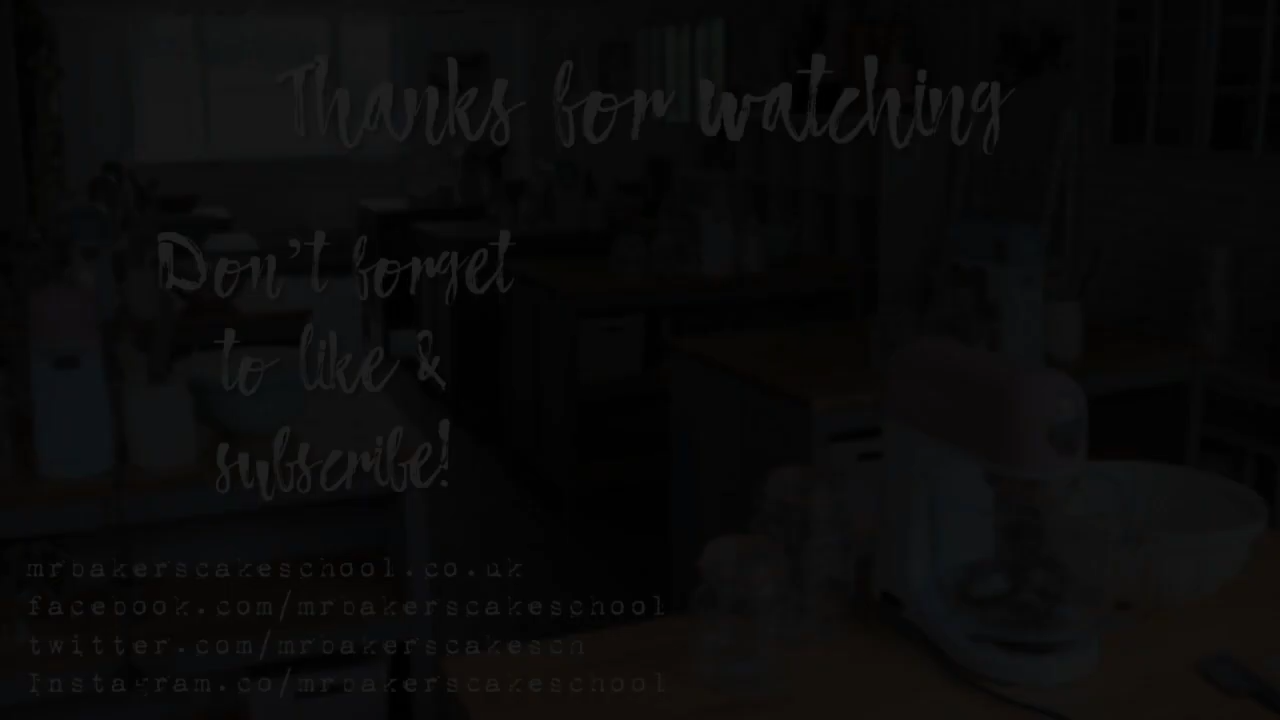 Thanks for watching
Don't forget
to like &
subscribe!
mrbakerscakeschool.co.uk
facebook.com/mrbakerscakeschool
twitter.com/mrbakerscakesch
Instagram.co/mrbakerscakeschool